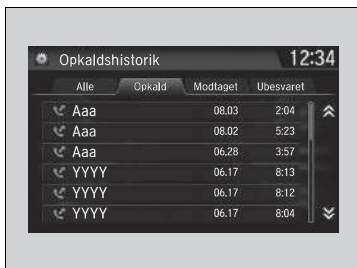 Opkaldshistorik 12:34
Alle Opkald Modtaget Ubesvaret
Aaa 08.03 2:04
Aaa 08.02 5:23
Aaa 06.28 3:57
YYYY 06.17 8:13
YYYY 06.17 8:12
YYYY 06.17 8:04